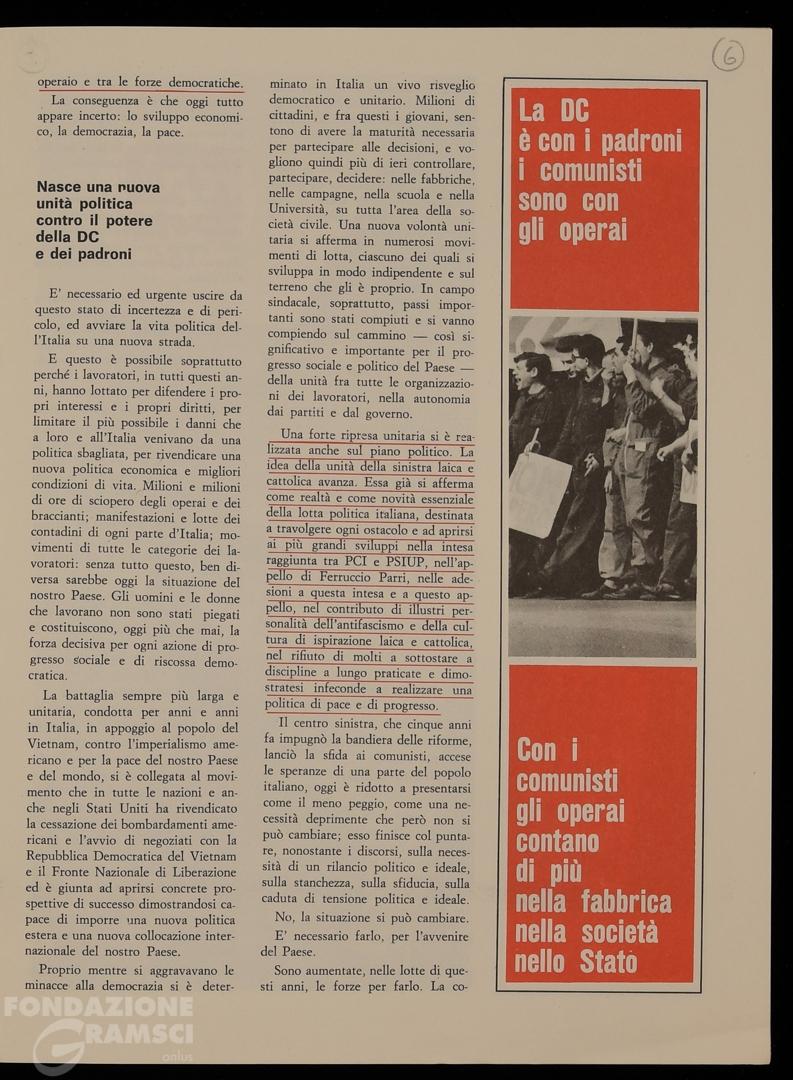 6
operaio e tra le forze democratiche.
La conseguenza è che oggi tutto
appare incerto: lo sviluppo economi-
co, la democrazia, la pace.
Nasce una nuova
unità politica
contro il potere
della DC
e dei padroni
E' necessario ed urgente uscire da
questo stato di incertezza e di peri-
colo, ed avviare la vita politica del-
l'Italia su una nuova strada.
E questo è possibile soprattutto
perché i lavoratori, in tutti questi an-
ni, hanno lottato per difendere i pro-
pri interessi e i propri diritti, per
limitare il più possibile i danni che
a loro e all'Italia venivano da una
politica sbagliata, per rivendicare una
nuova politica economica e migliori
condizioni di vita. Milioni e milioni
di ore di sciopero degli operai e dei
braccianti; manifestazioni e lotte dei
contadini di ogni parte d'Italia; mo-
vimenti di tutte le categorie dei la-
voratori: senza tutto questo, ben di-
versa sarebbe oggi la situazione del
nostro Paese. Gli uomini e le donne
che lavorano non sono stati piegati
e costituiscono, oggi più che mai, la
forza decisiva per ogni azione di pro-
gresso sociale e di riscossa demo-
cratica.
La battaglia sempre più larga e
unitaria, condotta per anni e anni
in Italia, in appoggio al popolo del
Vietnam, contro l'imperialismo ame-
ricano e per la pace del nostro Paese
e del mondo, si è collegata al movi-
mento che in tutte le nazioni e an-
che negli Stati Uniti ha rivendicato
la cessazione dei bombardamenti ame-
ricani e l'avvio di negoziati con la
Repubblica Democratica del Vietnam
e il Fronte Nazionale di Liberazione
ed è giunta ad aprirsi concrete pro-
spettive di successo dimostrandosi ca-
pace di imporre una nuova politica
estera e una nuova collocazione inter-
nazionale del nostro Paese.
Proprio mentre si aggravavano le
minacce alla democrazia si è deter-
minato in Italia un vivo risveglio
democratico e unitario. Milioni di
cittadini, e fra questi i giovani, sen-
tono di avere la maturità necessaria
per partecipare alle decisioni, e vo-
gliono quindi più di ieri controllare,
partecipare, decidere: nelle fabbriche,
nelle campagne, nella scuola e nella
Università, su tutta l'area della so-
cietà civile. Una nuova volontà uni-
taria si afferma in numerosi movi-
menti di lotta, ciascuno dei quali si
sviluppa in modo indipendente e sul
terreno che gli è proprio. In campo
sindacale, soprattutto, passi impor-
tanti sono stati compiuti e si vanno
compiendo sul cammino — così si-
gnificativo e importante per il pro-
gresso sociale e politico del Paese —
della unità fra tutte le organizzazio-
ni dei lavoratori, nella autonomia
dai partiti e dal governo.
Una forte ripresa unitaria si è rea-
lizzata anche sul piano politico. La
idea della unità della sinistra laica e
cattolica avanza. Essa già si afferma
come realtà e come novità essenziale
della lotta politica italiana, destinata
a travolgere ogni ostacolo e ad aprirsi
ai più grandi sviluppi nella intesa
raggiunta tra PCI e PSIUP, nell'ap-
pello di Ferruccio Parri, nelle ade-
sioni a questa intesa e a questo ap-
pello, nel contributo di illustri per-
sonalità dell'antifascismo e della cul-
tura di ispirazione laica e cattolica,
nel rifiuto di molti a sottostare a
discipline a lungo praticate e dimo-
stratesi infeconde a realizzare una
politica di pace e di progresso.
Il centro sinistra, che cinque anni
fa impugnò la bandiera delle riforme,
lanciò la sfida ai comunisti, accese
le speranze di una parte del popolo
italiano, oggi è ridotto a presentarsi
come il meno peggio, come una ne-
cessità deprimente che però non si
può cambiare; esso finisce col punta-
re, nonostante i discorsi, sulla neces-
sità di un rilancio politico e ideale,
sulla stanchezza, sulla sfiducia, sulla
caduta di tensione politica e ideale.
No, la situazione si può cambiare.
E' necessario farlo, per l'avvenire
del Paese.
Sono aumentate, nelle lotte di que-
sti anni, le forze per farlo. La co-
La DC
è con i padroni
i comunisti
sono con
gli operai
Con i
comunisti
gli operai
contano
di più
nella fabbrica
nella società
nello Stato
FONDAZIONE
GRAMSCI
onlus